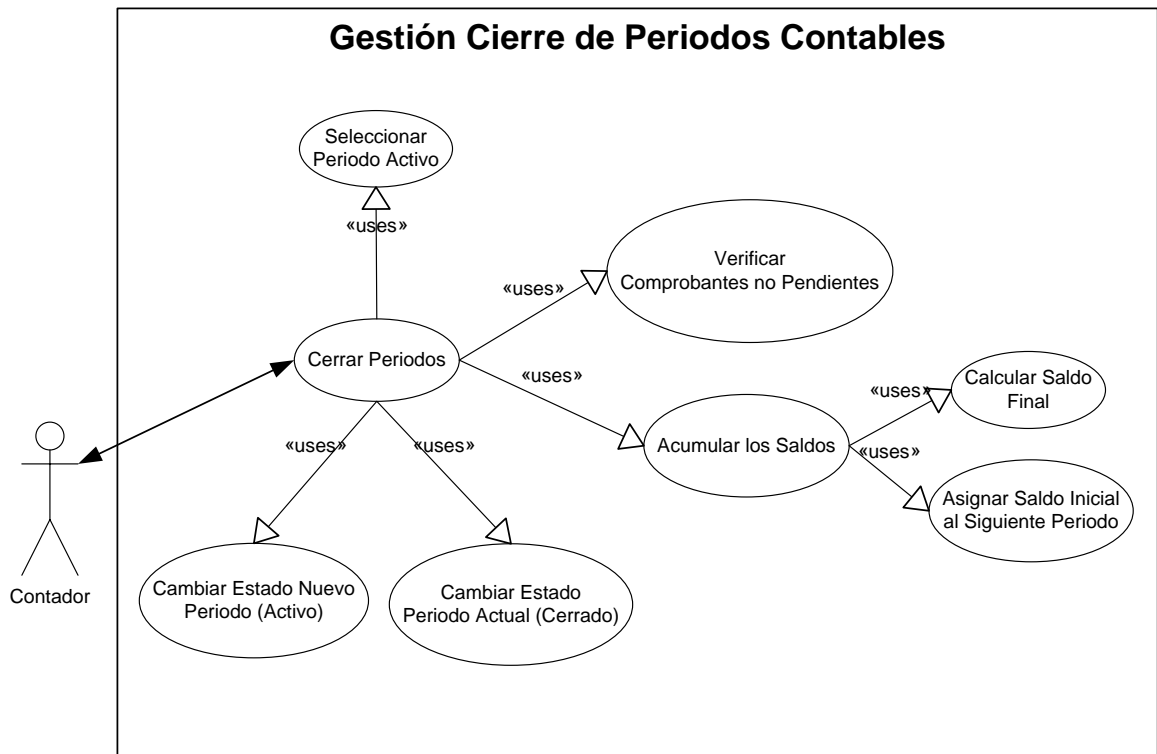 Gestión Cierre de Periodos Contables
Seleccionar
Periodo Activo
«uses»
Verificar
Comprobantes no Pendientes
«uses»
Cerrar Periodos
«uses»
Calcular Saldo
Final
«uses»
Acumular los Saldos
«uses»
Asignar Saldo Inicial
al Siguiente Periodo
«uses»
«uses»
Cambiar Estado Nuevo
Periodo (Activo)
Cambiar Estado
Periodo Actual (Cerrado)
Contador